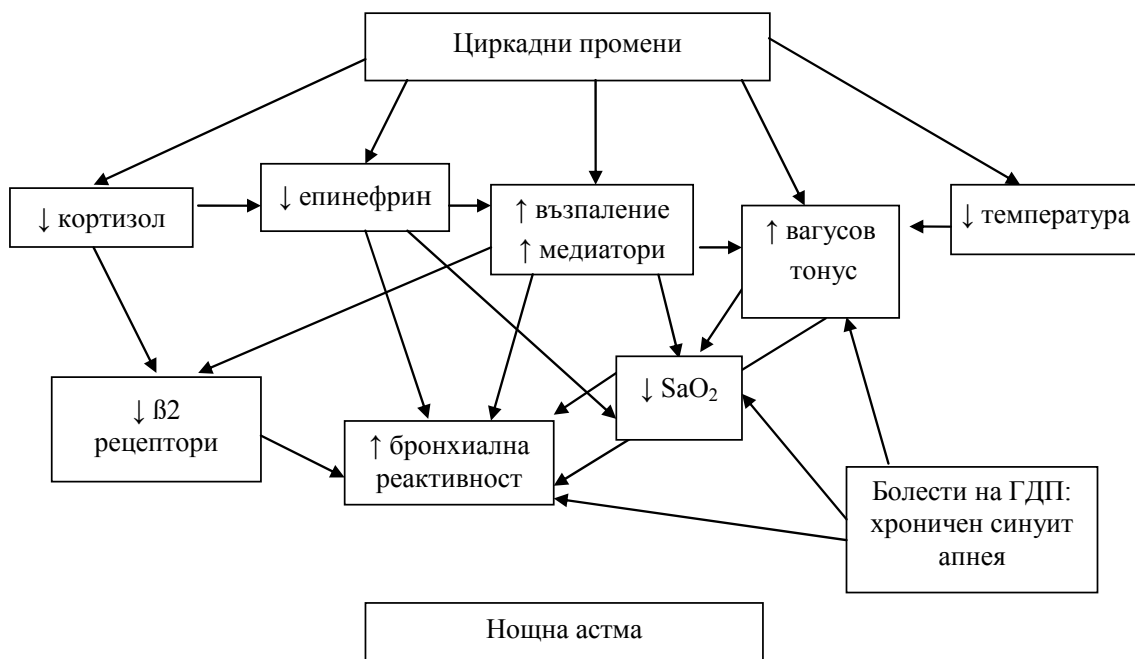 Циркадни промени
↓ кортизол
↓ епинефрин
↑ възпаление
↑ медиатори
↑ вагусов
тонус
↓ температура
↓ ß2
рецептори
↑ бронхиална
реактивност
↓ SaO₂
Болести на ГДП:
хроничен синуит
апнея
Нощна астма